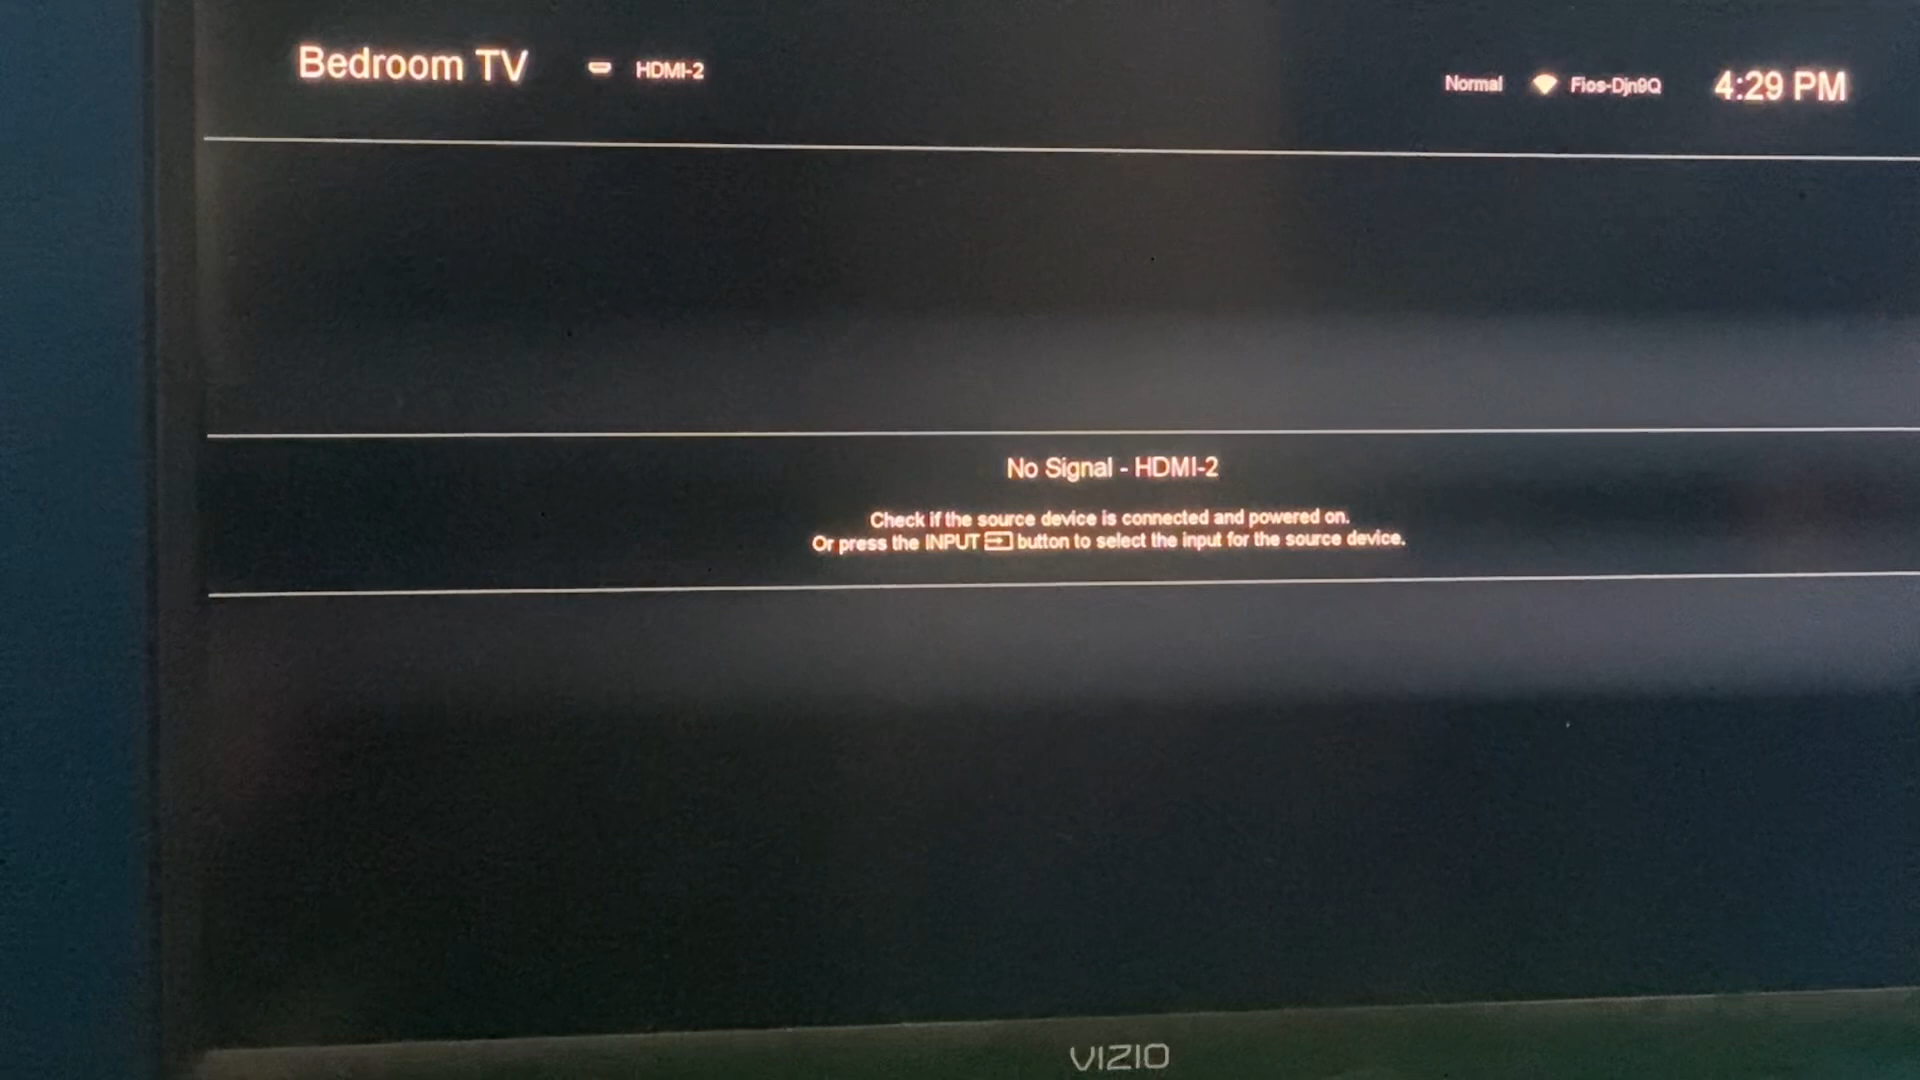 Bedroom TV HDMI-2 Normal Fios-Djn9Q 4:29 PM
No Signal - HDMI-2
Check if the source device is connected and powered on.
Or press the INPUT button to select the input for the source device.
VIZIO